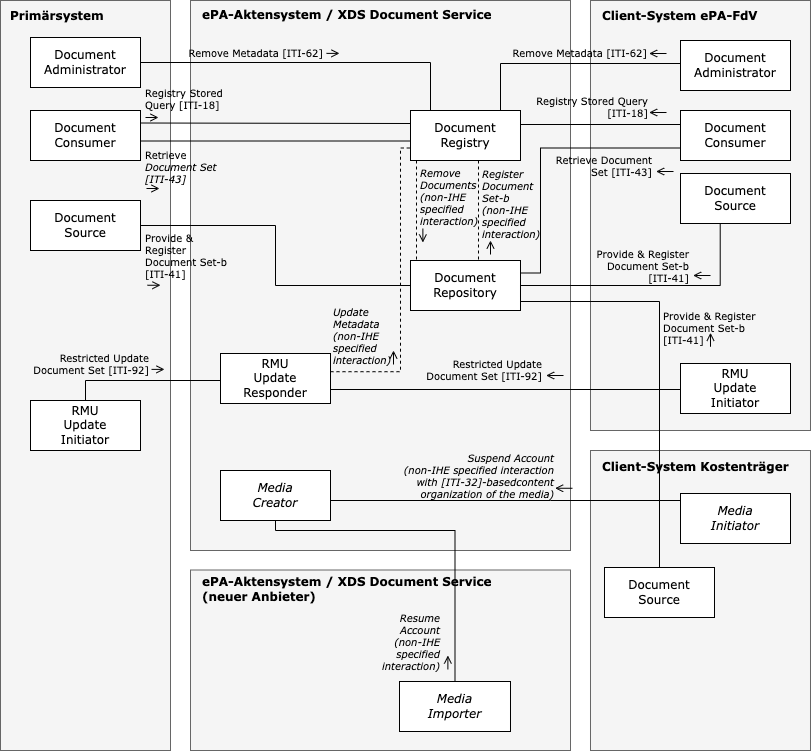 Primärsystem
Document
Administrator
Document
Consumer
Registry Stored
Query [ITI-18]
Retrieve
Document Set
[ITI-43]
Document
Source
Provide &
Register
Document Set-b
[ITI-41]
Restricted Update
Document Set [ITI-92]
RMU
Update
Initiator
ePA-Aktensystem / XDS Document Service
Remove Metadata [ITI-62]
Document
Registry
Remove
Documents
(non-IHE
specified
interaction)
Register
Document
Set-b
(non-IHE
specified
interaction)
Document
Repository
Update
Metadata
(non-IHE
specified
interaction)
RMU
Update
Responder
Restricted Update
Document Set [ITI-92]
Suspend Account
(non-IHE specified interaction
with [ITI-32]-basedcontent
organization of the media)
Media
Creator
ePA-Aktensystem / XDS Document Service
(neuer Anbieter)
Resume
Account
(non-IHE
specified
interaction)
Media
Importer
Client-System ePA-FdV
Remove Metadata [ITI-62]
Document
Administrator
Registry Stored Query
[ITI-18]
Document
Consumer
Retrieve Document
Set [ITI-43]
Document
Source
Provide & Register
Document Set-b
[ITI-41]
Provide & Register
Document Set-b
[ITI-41]
RMU
Update
Initiator
Client-System Kostenträger
Media
Initiator
Document
Source